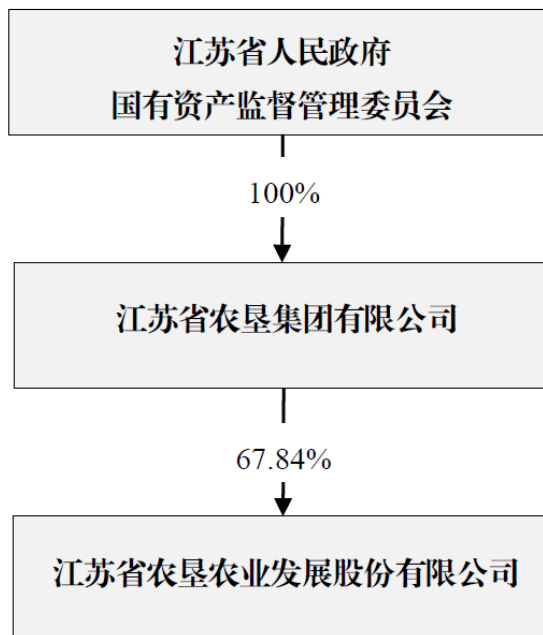 江苏省人民政府
国有资产监督管理委员会
100%
江苏省农垦集团有限公司
67.84%
江苏省农垦农业发展股份有限公司